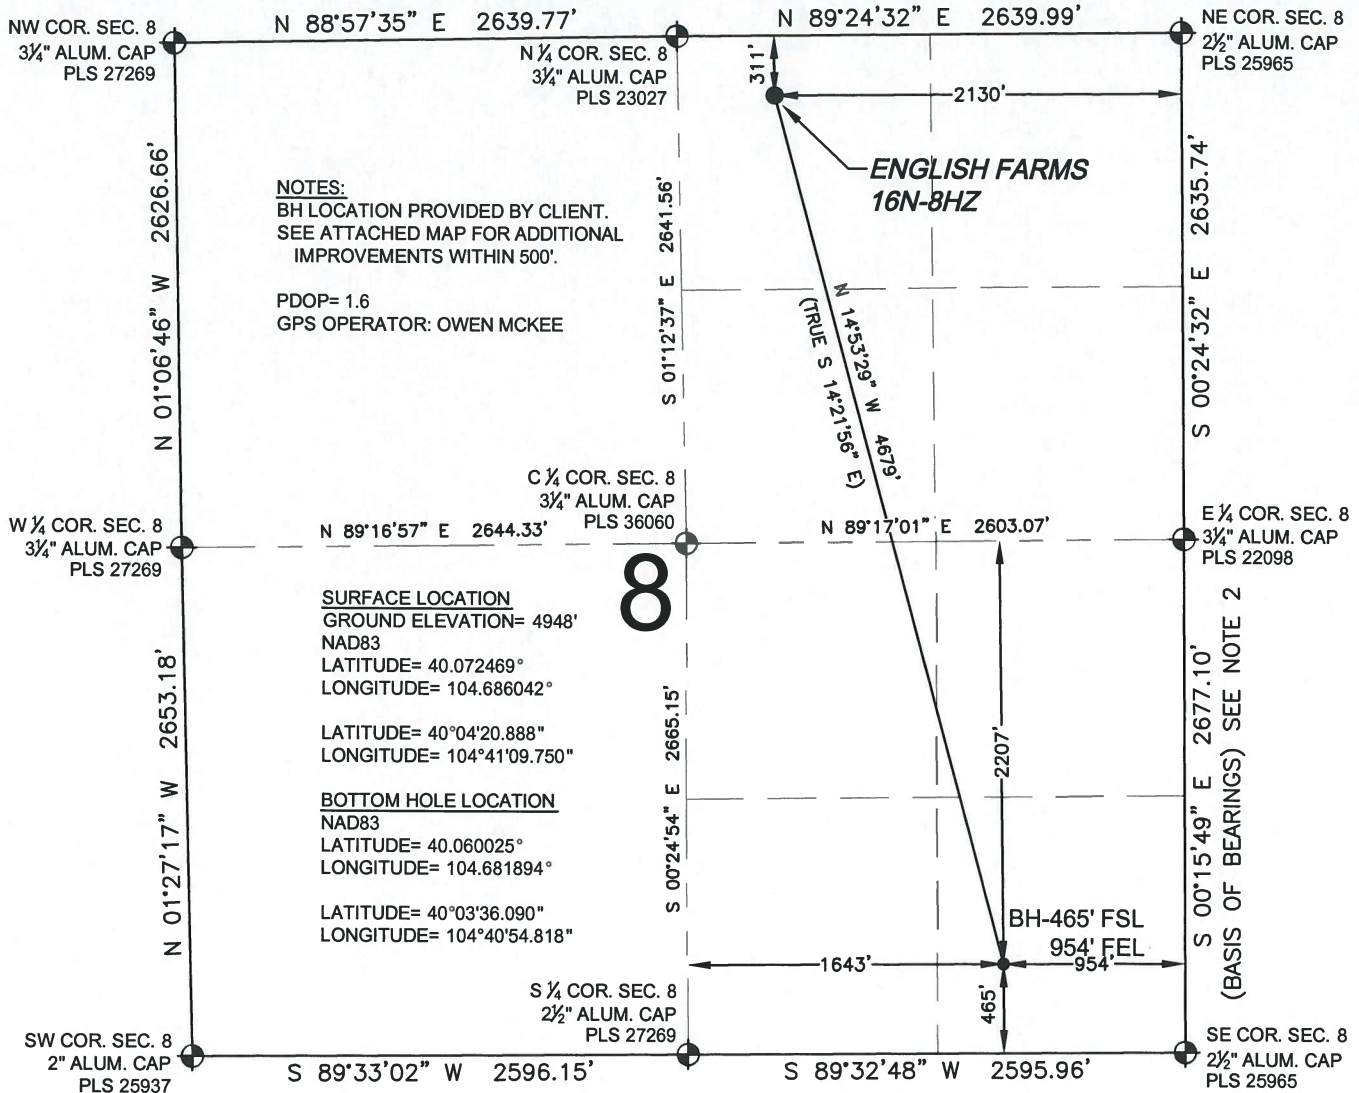 N 88°57'35" E 2639.77'
N 89°24'32" E 2639.99'
NW COR. SEC. 8
3¼" ALUM. CAP
PLS 27269
N ¼ COR. SEC. 8
3¼" ALUM. CAP
PLS 23027
NE COR. SEC. 8
2½" ALUM. CAP
PLS 25965
311'
2130'
ENGLISH FARMS
16N-8HZ
NOTES:
BH LOCATION PROVIDED BY CLIENT.
SEE ATTACHED MAP FOR ADDITIONAL
IMPROVEMENTS WITHIN 500'.
PDOP= 1.6
GPS OPERATOR: OWEN MCKEE
N 01°06'46" W 2626.66'
S 01°12'37" E 2641.56'
N 14°53'29" W 4679'
(TRUE S 14°21'56" E)
S 00°24'32" E 2635.74'
C ¼ COR. SEC. 8
3¼" ALUM. CAP
PLS 36060
W ¼ COR. SEC. 8
3¼" ALUM. CAP
PLS 27269
N 89°16'57" E 2644.33'
N 89°17'01" E 2603.07'
E ¼ COR. SEC. 8
3¼" ALUM. CAP
PLS 22098
8
SURFACE LOCATION
GROUND ELEVATION= 4948'
NAD83
LATITUDE= 40.072469°
LONGITUDE= 104.686042°
LATITUDE= 40°04'20.888"
LONGITUDE= 104°41'09.750"
BOTTOM HOLE LOCATION
NAD83
LATITUDE= 40.060025°
LONGITUDE= 104.681894°
LATITUDE= 40°03'36.090"
LONGITUDE= 104°40'54.818"
N 01°27'17" W 2653.18'
S 00°24'54" E 2665.15'
2207'
S 00°15'49" E 2677.10'
(BASIS OF BEARINGS) SEE NOTE 2
BH-465' FSL
954' FEL
1643'
954'
465'
S ¼ COR. SEC. 8
2½" ALUM. CAP
PLS 27269
SW COR. SEC. 8
2" ALUM. CAP
PLS 25937
S 89°33'02" W 2596.15'
S 89°32'48" W 2595.96'
SE COR. SEC. 8
2½" ALUM. CAP
PLS 25965